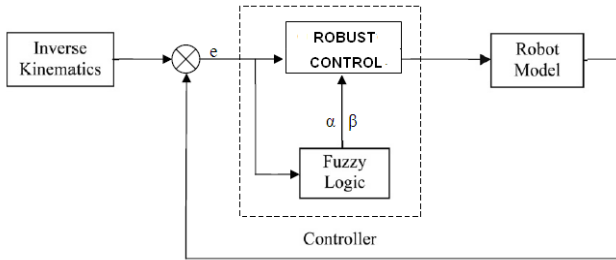 Inverse
Kinematics
e
ROBUST
CONTROL
Robot
Model
α β
Fuzzy
Logic
Controller